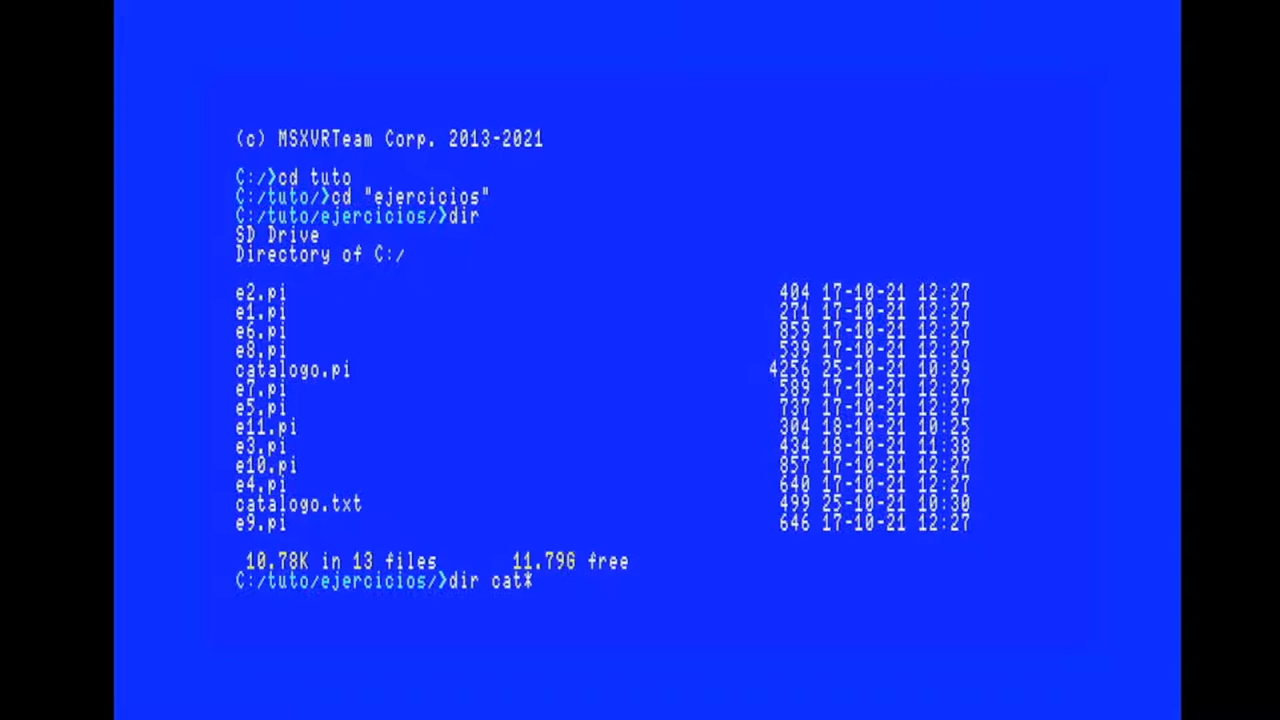 (c) MSXVRTeam Corp. 2013-2021
C:/>cd tuto
C:/tuto/>cd "ejercicios"
C:/tuto/ejercicios/>dir
SD Drive
Directory of C:/
e2.pi 404 17-10-21 12:27
e1.pi 271 17-10-21 12:27
e6.pi 859 17-10-21 12:27
e8.pi 539 17-10-21 12:27
catalogo.pi 4256 25-10-21 10:29
e7.pi 589 17-10-21 12:27
e5.pi 737 17-10-21 12:27
e11.pi 304 18-10-21 10:25
e3.pi 434 18-10-21 11:38
e10.pi 857 17-10-21 12:27
e4.pi 640 17-10-21 12:27
catalogo.txt 499 25-10-21 10:30
e9.pi 646 17-10-21 12:27
10.78K in 13 files 11.79G free
C:/tuto/ejercicios/>dir cat*